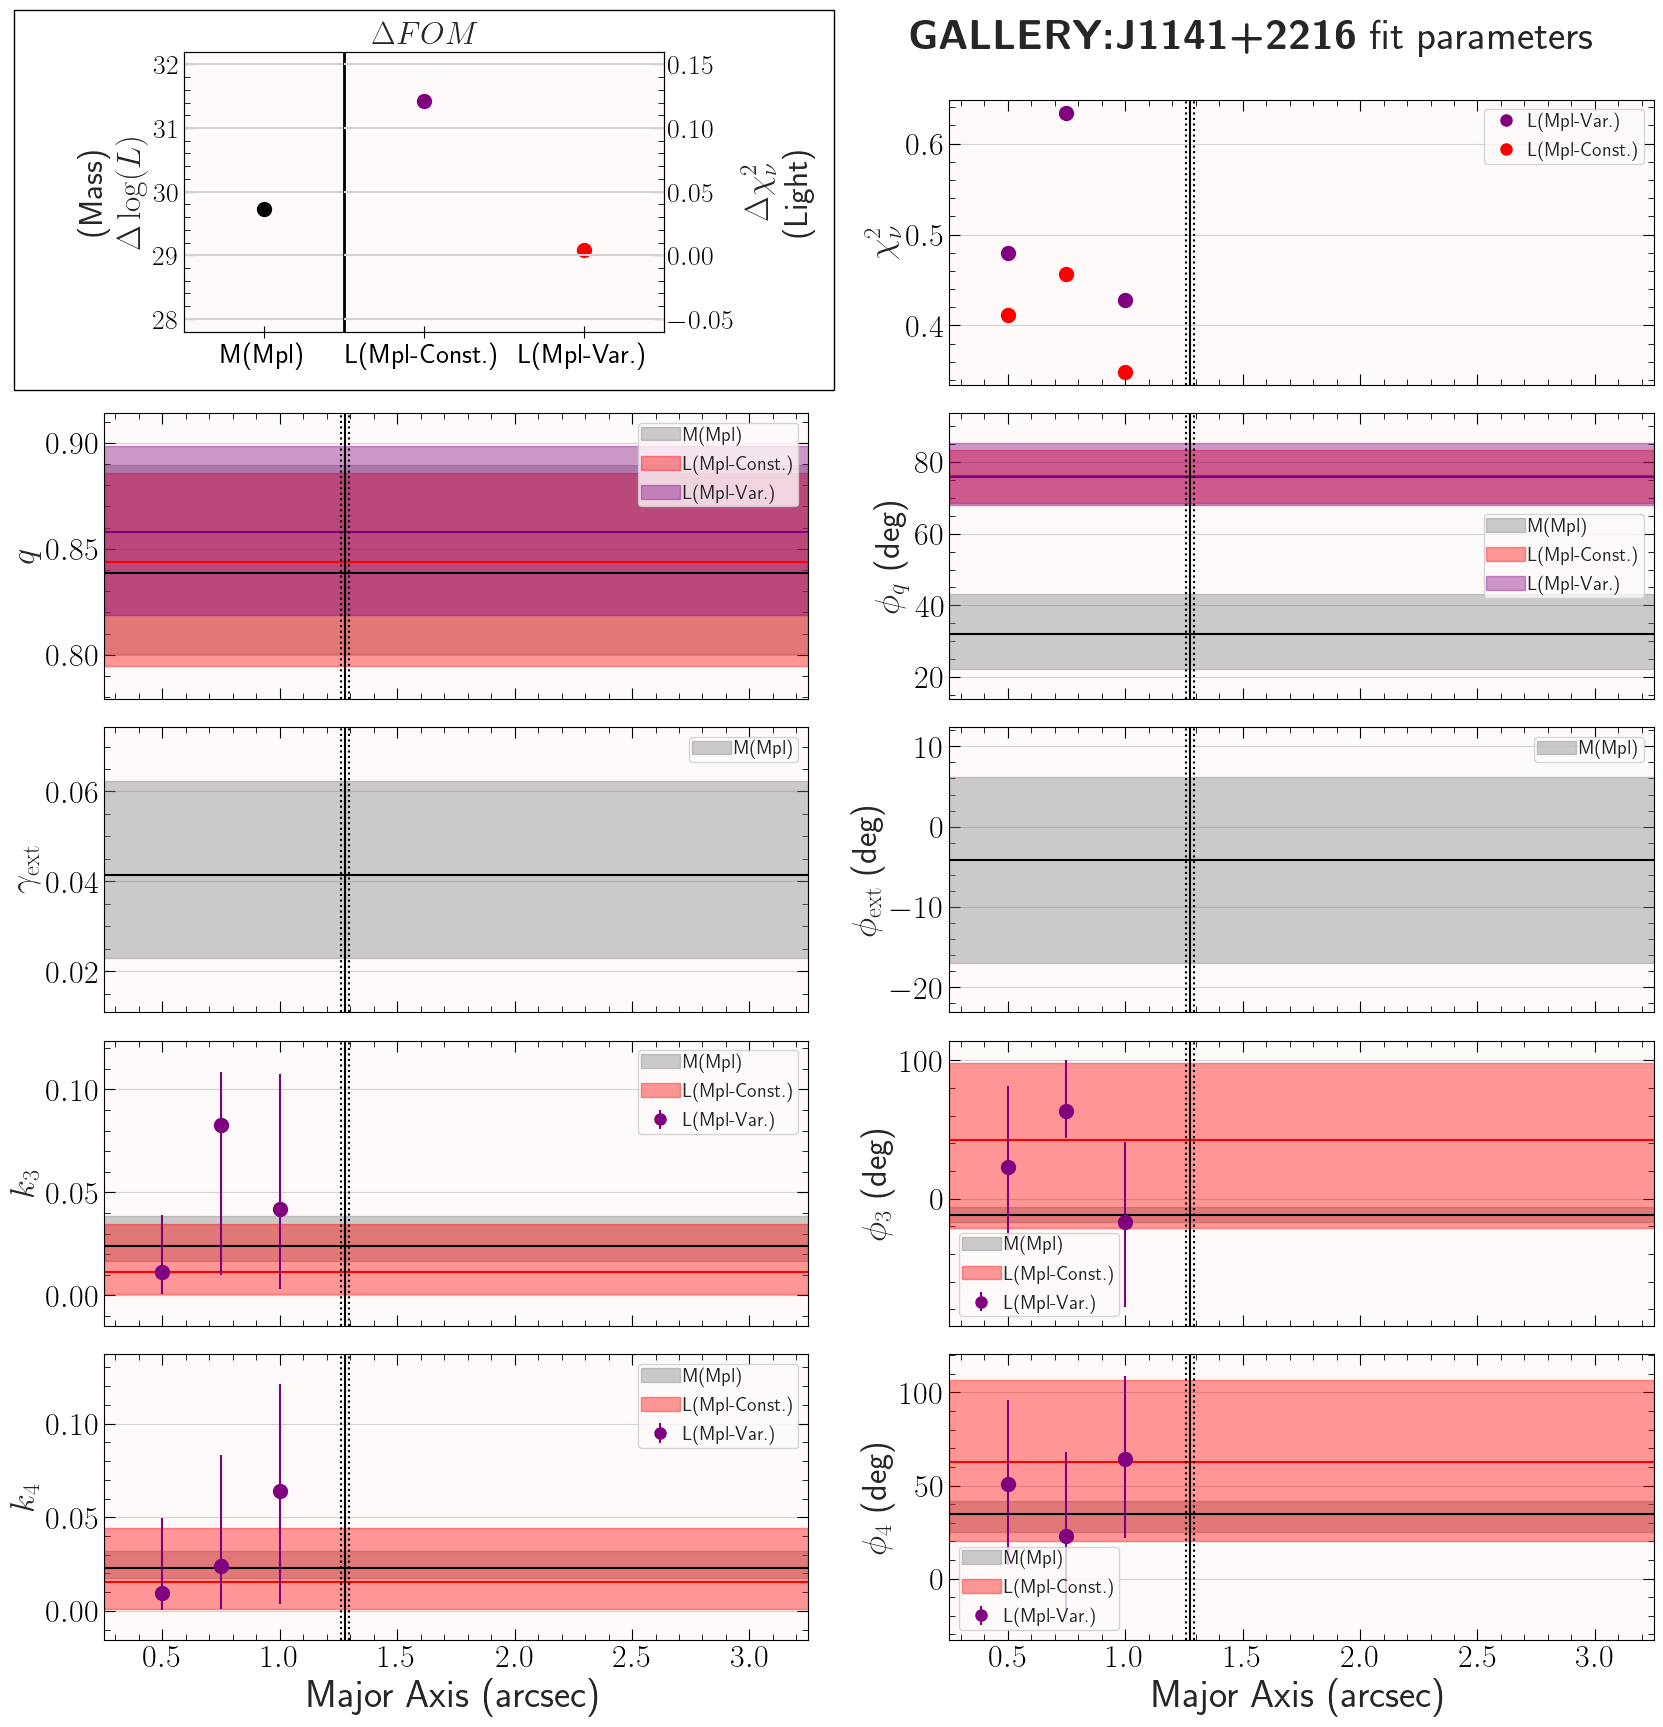 ΔFOM
GALLERY:J1141+2216 fit parameters
(Mass)
Δ log(L)
32
31
30
29
28
0.15
0.10
0.05
0.00
−0.05
Δχ²ᵥ
(Light)
M(Mpl)
L(Mpl-Const.)
L(Mpl-Var.)
χ²ᵥ
0.6
0.5
0.4
L(Mpl-Var.)
L(Mpl-Const.)
q
0.90
0.85
0.80
M(Mpl)
L(Mpl-Const.)
L(Mpl-Var.)
ϕq (deg)
80
60
40
20
M(Mpl)
L(Mpl-Const.)
L(Mpl-Var.)
γext
0.06
0.04
0.02
M(Mpl)
ϕext (deg)
10
0
−10
−20
M(Mpl)
k3
0.10
0.05
0.00
M(Mpl)
L(Mpl-Const.)
L(Mpl-Var.)
ϕ3 (deg)
100
0
M(Mpl)
L(Mpl-Const.)
L(Mpl-Var.)
k4
0.10
0.05
0.00
M(Mpl)
L(Mpl-Const.)
L(Mpl-Var.)
0.5 1.0 1.5 2.0 2.5 3.0
Major Axis (arcsec)
ϕ4 (deg)
100
50
0
M(Mpl)
L(Mpl-Const.)
L(Mpl-Var.)
0.5 1.0 1.5 2.0 2.5 3.0
Major Axis (arcsec)